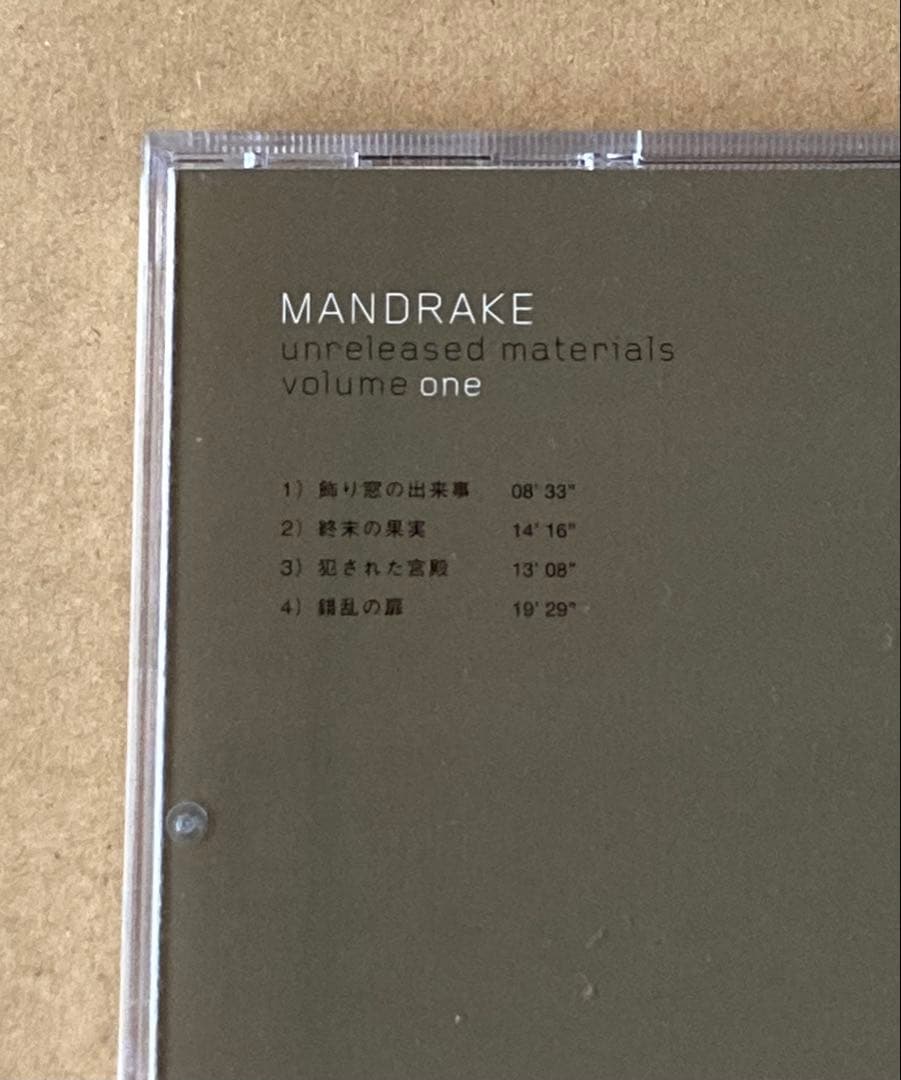 MANDRAKE
unreleased materials
volume one
1) 飾り窓の出来事 08' 33"
2) 終末の果実 14' 16"
3) 犯された宮殿 13' 08"
4) 錯乱の扉 19' 29"